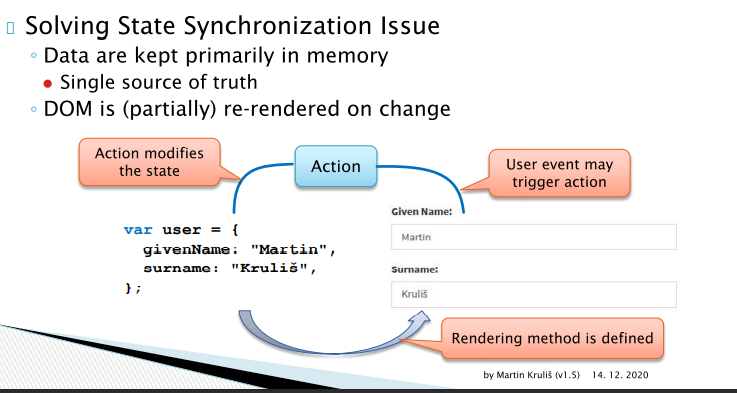 Solving State Synchronization Issue
Data are kept primarily in memory
Single source of truth
DOM is (partially) re-rendered on change
Action modifies
the state
Action
User event may
trigger action
var user = {
givenName: "Martin",
surname: "Kruliš",
};
Given Name:
Martin
Surname:
Kruliš
Rendering method is defined
by Martin Kruliš (v1.5) 14. 12. 2020